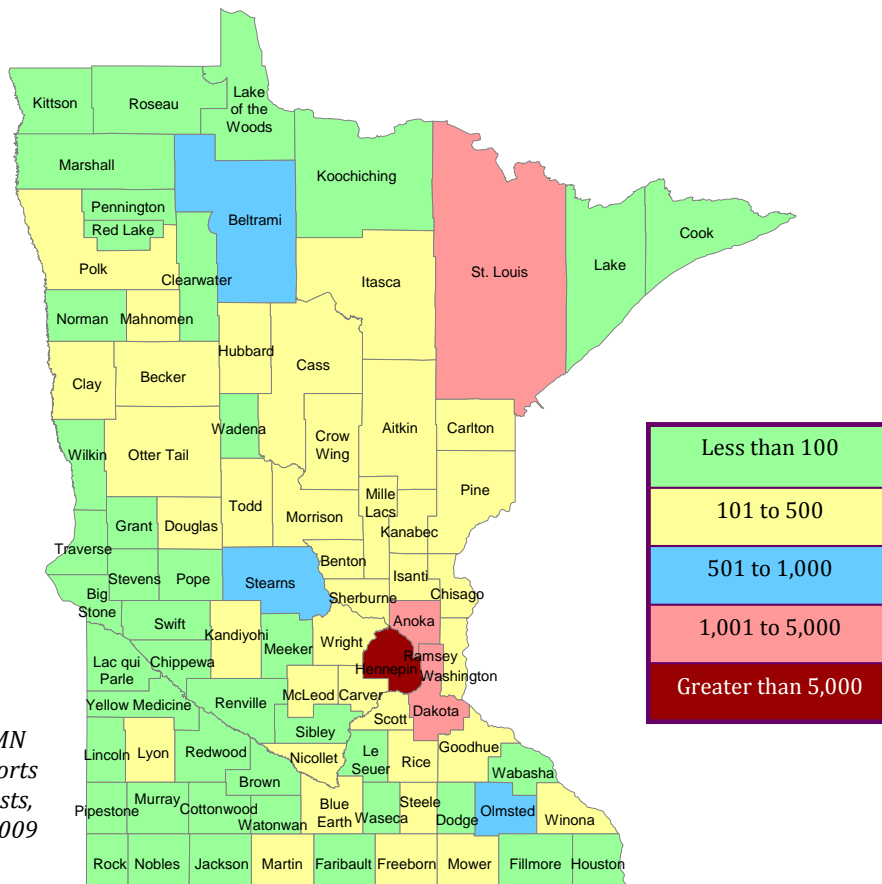 Kittson
Roseau
Lake
of the
Woods
Marshall
Koochiching
Pennington
Red Lake
Beltrami
Polk
Clearwater
Itasca
St. Louis
Lake
Cook
Norman
Mahnomen
Hubbard
Cass
Clay
Becker
Wadena
Crow
Wing
Aitkin
Carlton
Wilkin
Otter Tail
Pine
Todd
Morrison
Mille
Lacs
Kanabec
Grant
Douglas
Traverse
Benton
Stevens
Pope
Stearns
Isanti
Sherburne
Chisago
Big
Stone
Swift
Kandiyohi
Meeker
Wright
Anoka
Ramsey
Hennepin
Washington
Lac qui
Parle
Chippewa
McLeod
Carver
Yellow Medicine
Renville
Scott
Dakota
Sibley
Lincoln
Lyon
Redwood
Nicollet
Le
Seuer
Rice
Goodhue
Wabasha
Brown
Pipestone
Murray
Cottonwood
Watonwan
Blue
Earth
Waseca
Steele
Dodge
Olmsted
Winona
Rock
Nobles
Jackson
Martin
Faribault
Freeborn
Mower
Fillmore
Houston
Less than 100
101 to 500
501 to 1,000
1,001 to 5,000
Greater than 5,000
MN
orts
sts,
009